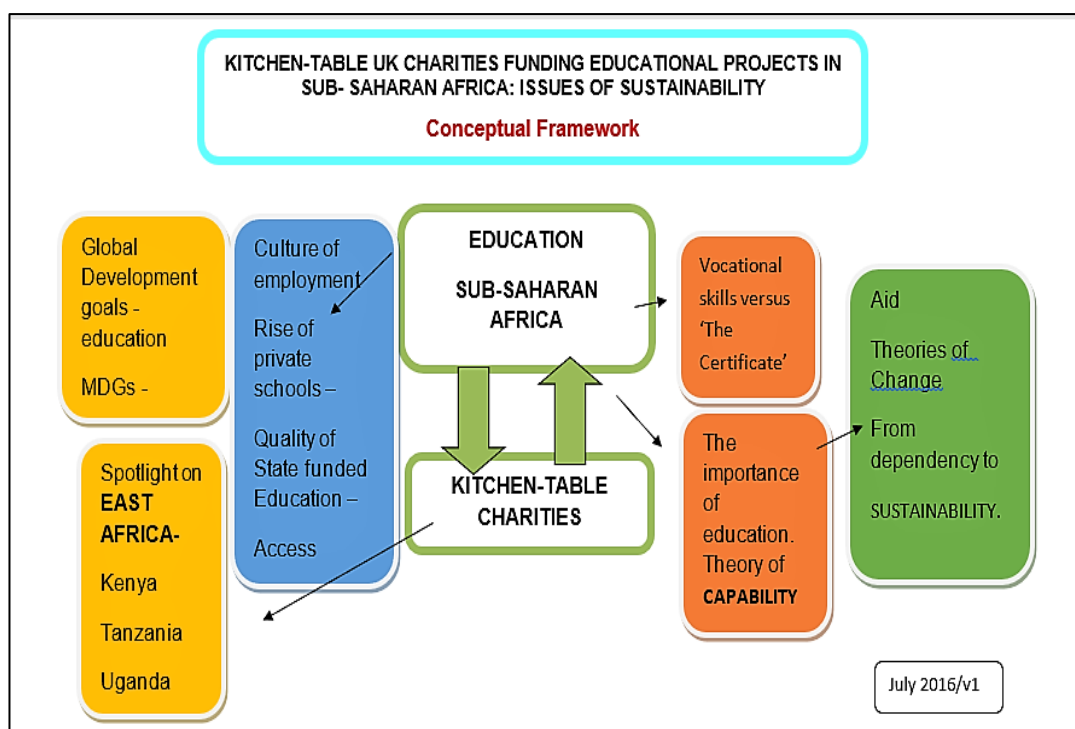 KITCHEN-TABLE UK CHARITIES FUNDING EDUCATIONAL PROJECTS IN
SUB- SAHARAN AFRICA: ISSUES OF SUSTAINABILITY
Conceptual Framework
Global
Development
goals -
education
MDGs -
Spotlight on
EAST
AFRICA-
Kenya
Tanzania
Uganda
Culture of
employment
Rise of
private
schools –
Quality of
State funded
Education –
Access
EDUCATION
SUB-SAHARAN
AFRICA
KITCHEN-TABLE
CHARITIES
Vocational
skills versus
‘The
Certificate’
The
importance
of
education.
Theory of
CAPABILITY
Aid
Theories of
Change
From
dependency to
SUSTAINABILITY.
July 2016/v1